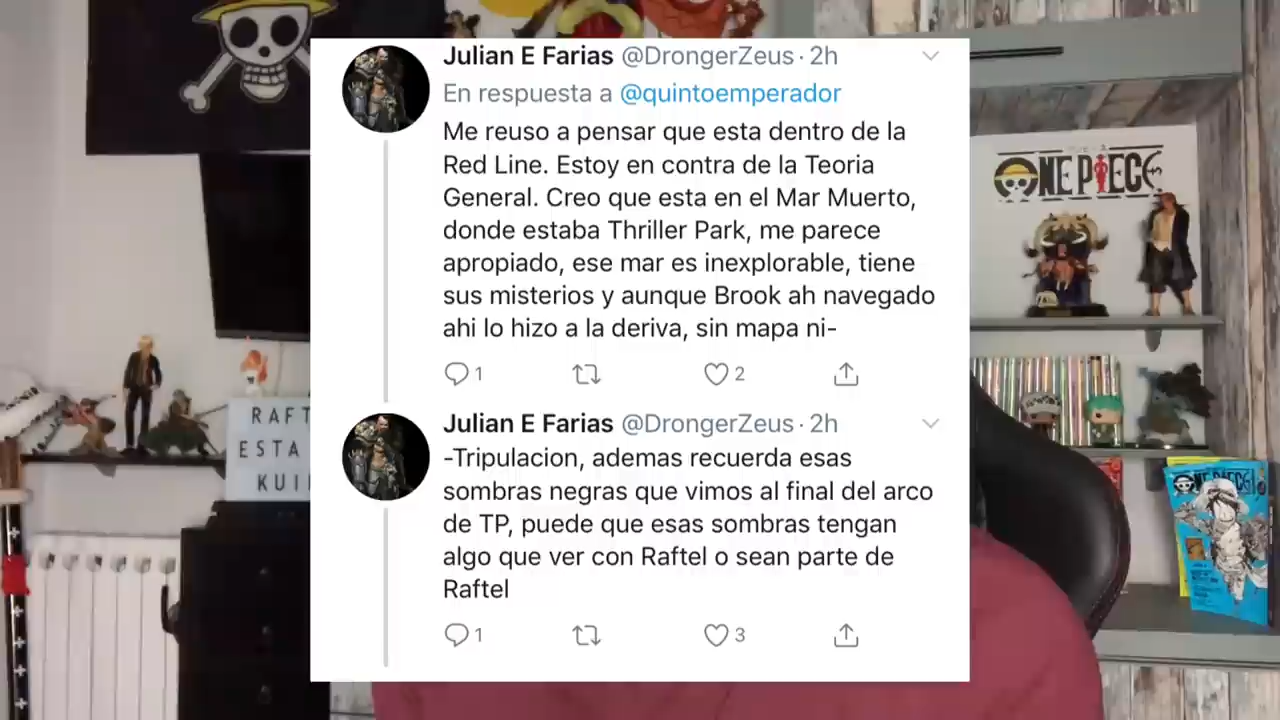 Julian E Farias @DrongerZeus · 2h
En respuesta a @quintoemperador
Me reuso a pensar que esta dentro de la
Red Line. Estoy en contra de la Teoria
General. Creo que esta en el Mar Muerto,
donde estaba Thriller Park, me parece
apropiado, ese mar es inexplorable, tiene
sus misterios y aunque Brook ah navegado
ahi lo hizo a la deriva, sin mapa ni-
1
2
Julian E Farias @DrongerZeus · 2h
-Tripulacion, ademas recuerda esas
sombras negras que vimos al final del arco
de TP, puede que esas sombras tengan
algo que ver con Raftel o sean parte de
Raftel
1
3
RAFT
ESTA
KUI
ONE PIECE
ONE PIECE